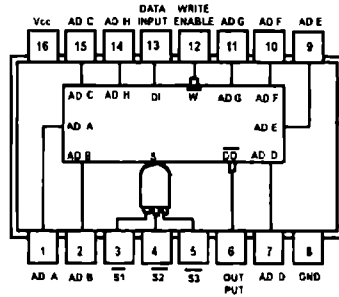 DATA WRITE
Vcc AD C AD H INPUT ENABLE AD G AD F AD E
16 15 14 13 12 11 10 9
AD C AD H DI W AD G AD F
AD A AD E
AD B S DO AD D
1 2 3 4 5 6 7 8
AD A AD B S1 S2 S3 OUT AD D GND
PUT